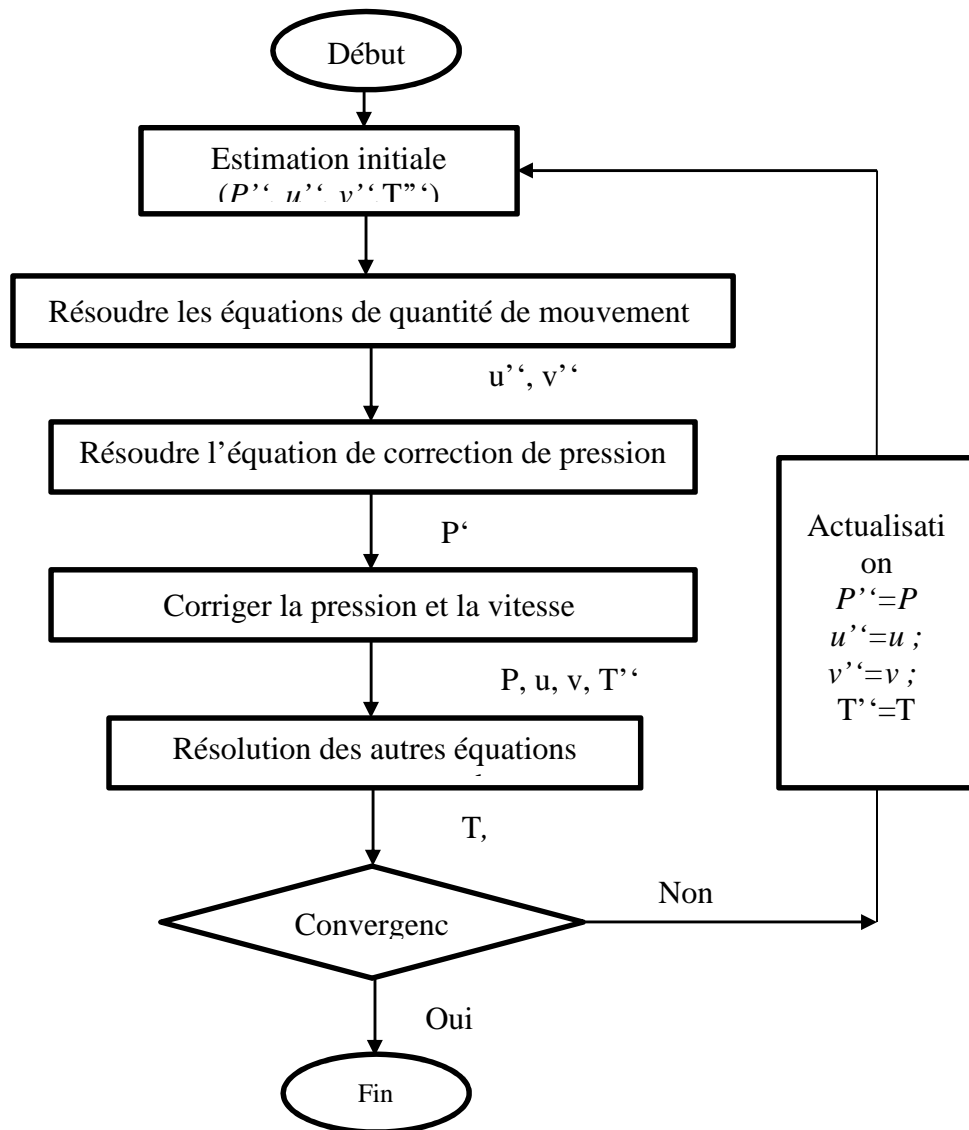 Début
Estimation initiale
(P’‘, u’‘, v’‘,T’’‘)
Résoudre les équations de quantité de mouvement
u’‘, v’‘
Résoudre l’équation de correction de pression
P‘
Corriger la pression et la vitesse
P, u, v, T’‘
Résolution des autres équations
T,
Convergenc
Non
Oui
Fin
Actualisati
on
P’‘=P
u’‘=u ;
v’‘=v ;
T’‘=T